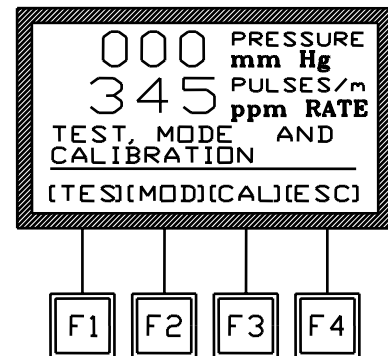 000 PRESSURE
mm Hg
345 PULSES/m
ppm RATE
TEST, MODE AND
CALIBRATION
[TES][MOD][CAL][ESC]
F1 F2 F3 F4